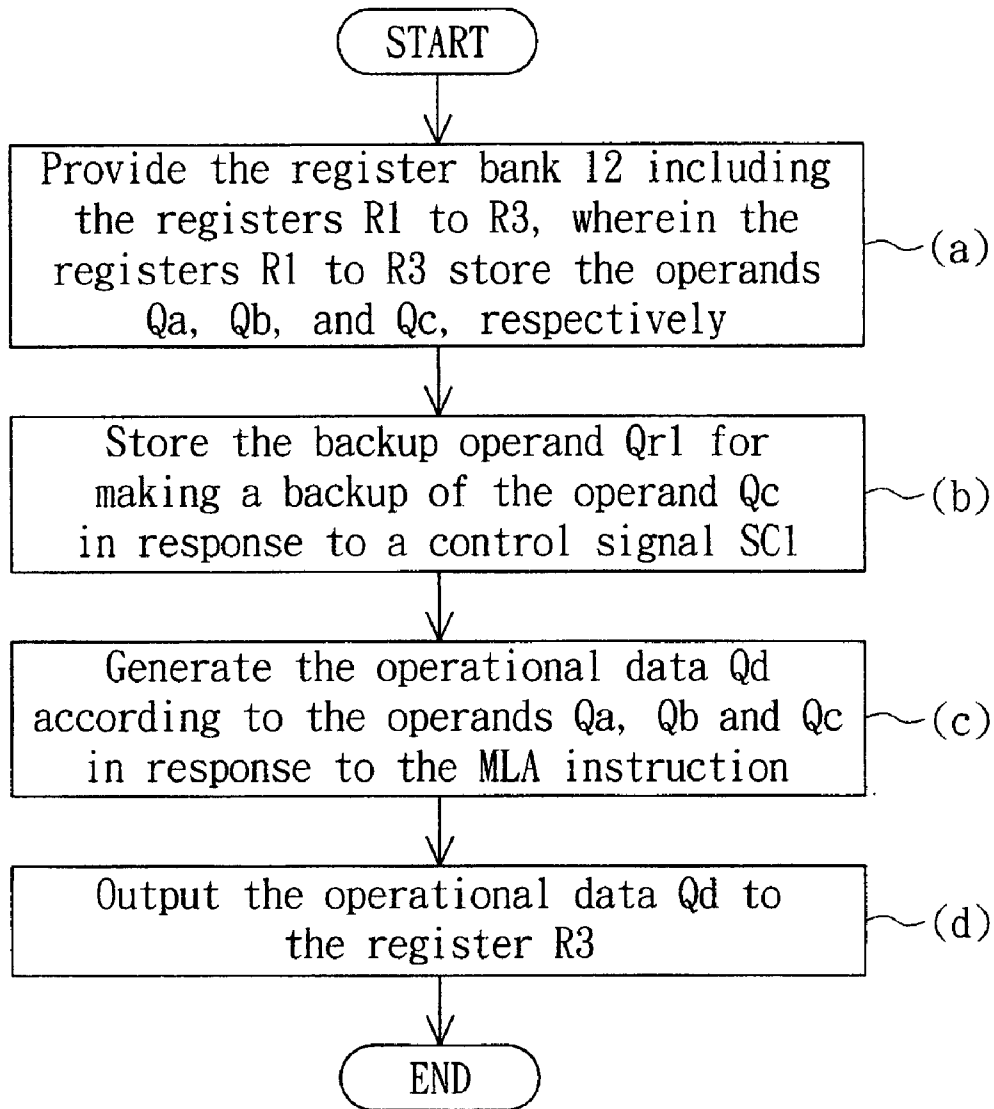 START
Provide the register bank 12 including
the registers R1 to R3, wherein the
registers R1 to R3 store the operands
Qa, Qb, and Qc, respectively
(a)
Store the backup operand Qr1 for
making a backup of the operand Qc
in response to a control signal SC1
(b)
Generate the operational data Qd
according to the operands Qa, Qb and Qc
in response to the MLA instruction
(c)
Output the operational data Qd to
the register R3
(d)
END